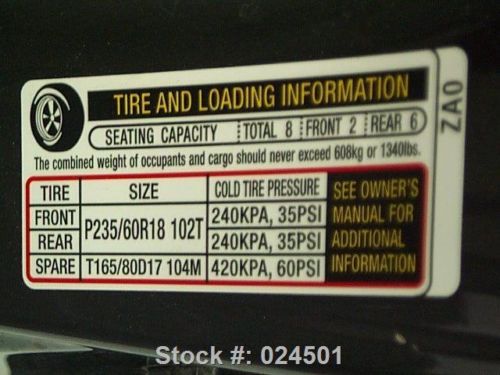 TIRE AND LOADING INFORMATION
SEATING CAPACITY TOTAL 8 FRONT 2 REAR 6
The combined weight of occupants and cargo should never exceed 608kg or 1340lbs.
TIRE SIZE COLD TIRE PRESSURE
FRONT P235/60R18 102T 240KPA, 35PSI
REAR 240KPA, 35PSI
SPARE T165/80D17 104M 420KPA, 60PSI
SEE OWNER'S
MANUAL FOR
ADDITIONAL
INFORMATION
ZA0
Stock #: 024501